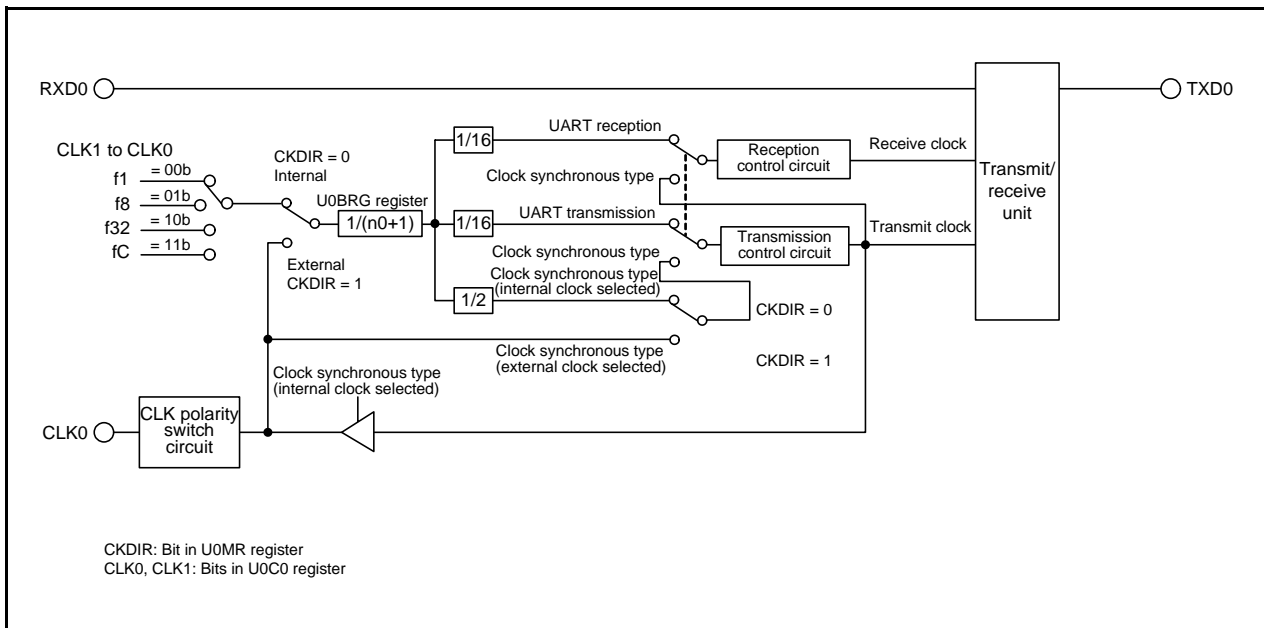 RXD0
TXD0
CLK1 to CLK0
f1 = 00b
f8 = 01b
f32 = 10b
fC = 11b
CKDIR = 0
Internal
External
CKDIR = 1
U0BRG register
1/(n0+1)
1/16
UART reception
Clock synchronous type
Reception
control circuit
Receive clock
1/16
UART transmission
Transmission
control circuit
Transmit clock
Transmit/
receive
unit
Clock synchronous type
Clock synchronous type
(internal clock selected)
1/2
CKDIR = 0
Clock synchronous type
(external clock selected)
CKDIR = 1
Clock synchronous type
(internal clock selected)
CLK0
CLK polarity
switch
circuit
CKDIR: Bit in U0MR register
CLK0, CLK1: Bits in U0C0 register